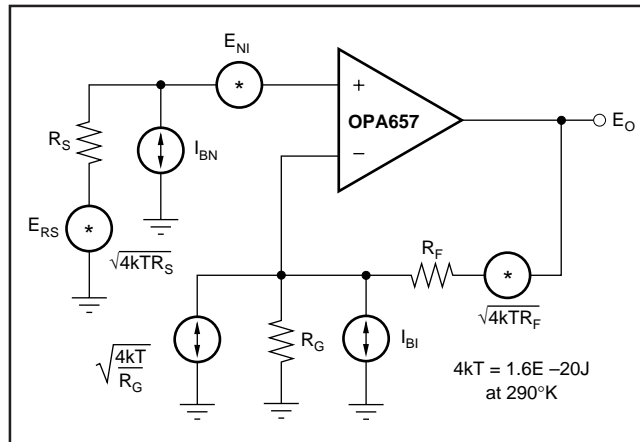 E_NI
+
OPA657
−
E_O
*
R_S
I_BN
E_RS
*
√4kTR_S
R_F
*
√4kTR_F
√4kT/R_G
R_G
I_BI
4kT = 1.6E –20J
at 290°K